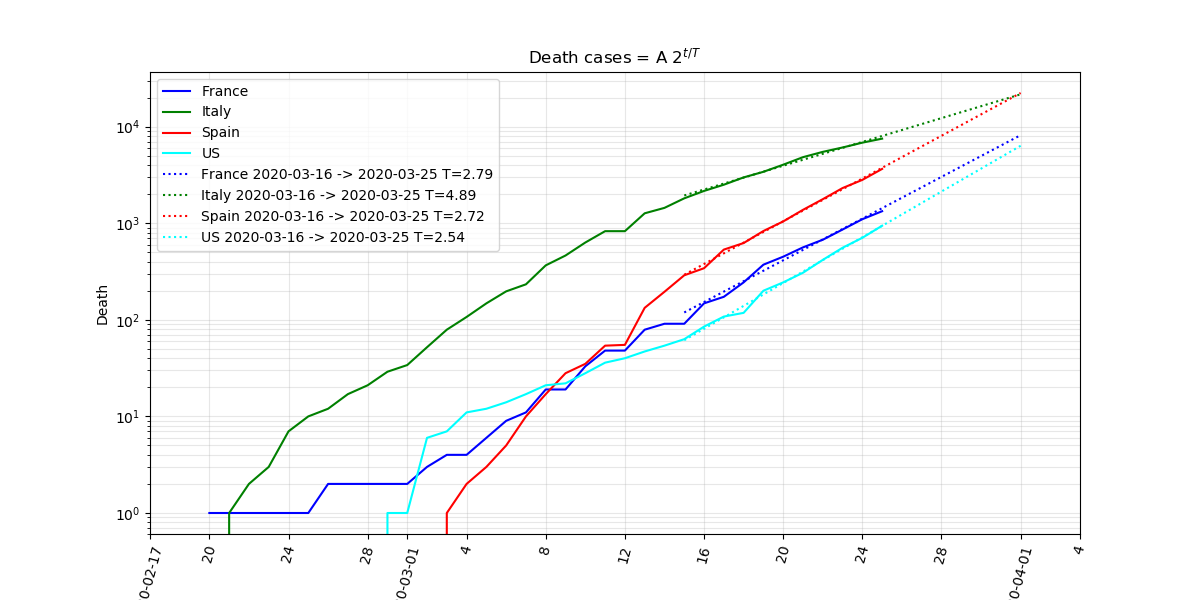 Death cases = A 2^{t/T}
France
Italy
Spain
US
France 2020-03-16 -> 2020-03-25 T=2.79
Italy 2020-03-16 -> 2020-03-25 T=4.89
Spain 2020-03-16 -> 2020-03-25 T=2.72
US 2020-03-16 -> 2020-03-25 T=2.54
Death
10^4
10^3
10^2
10^1
10^0
0-02-17
20
24
28
0-03-01
4
8
12
16
20
24
28
0-04-01
4